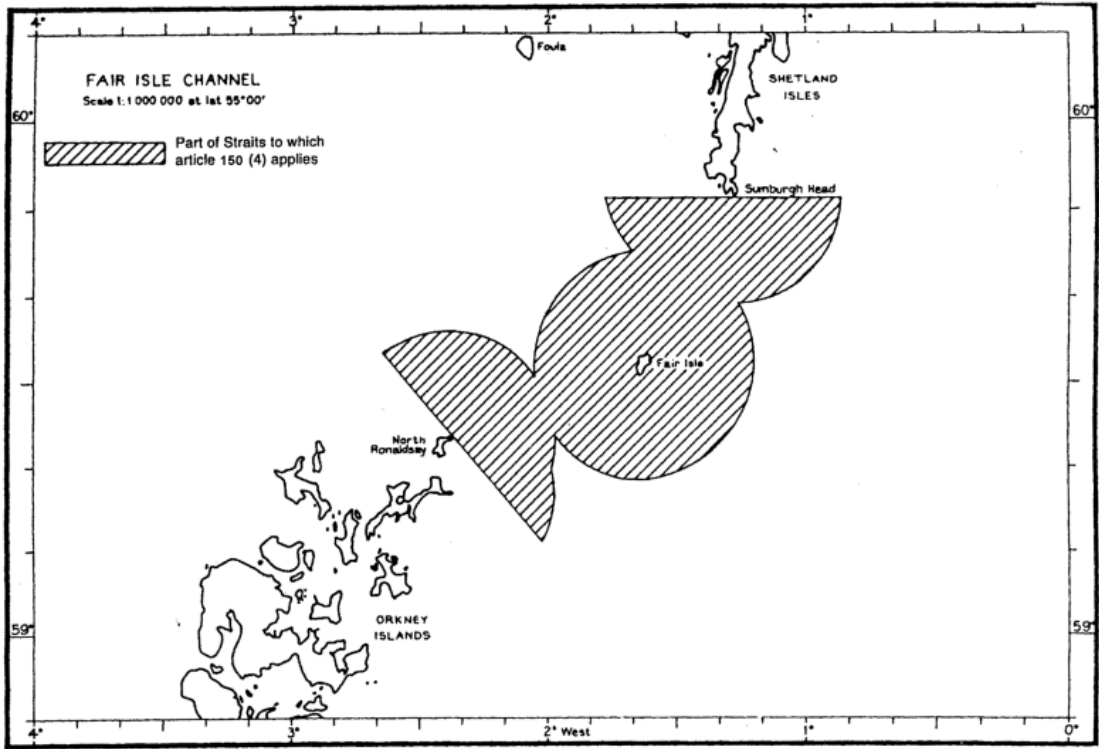 4° 3° 2° 1° 0°
Foula
FAIR ISLE CHANNEL
Scale 1:1 000 000 at lat 55°00'
SHETLAND
ISLES
60° 60°
Part of Straits to which
article 150 (4) applies
Sumburgh Head
Fair Isle
North
Ronaldsay
ORKNEY
ISLANDS
59° 59°
4° 3° 2° West 1° 0°